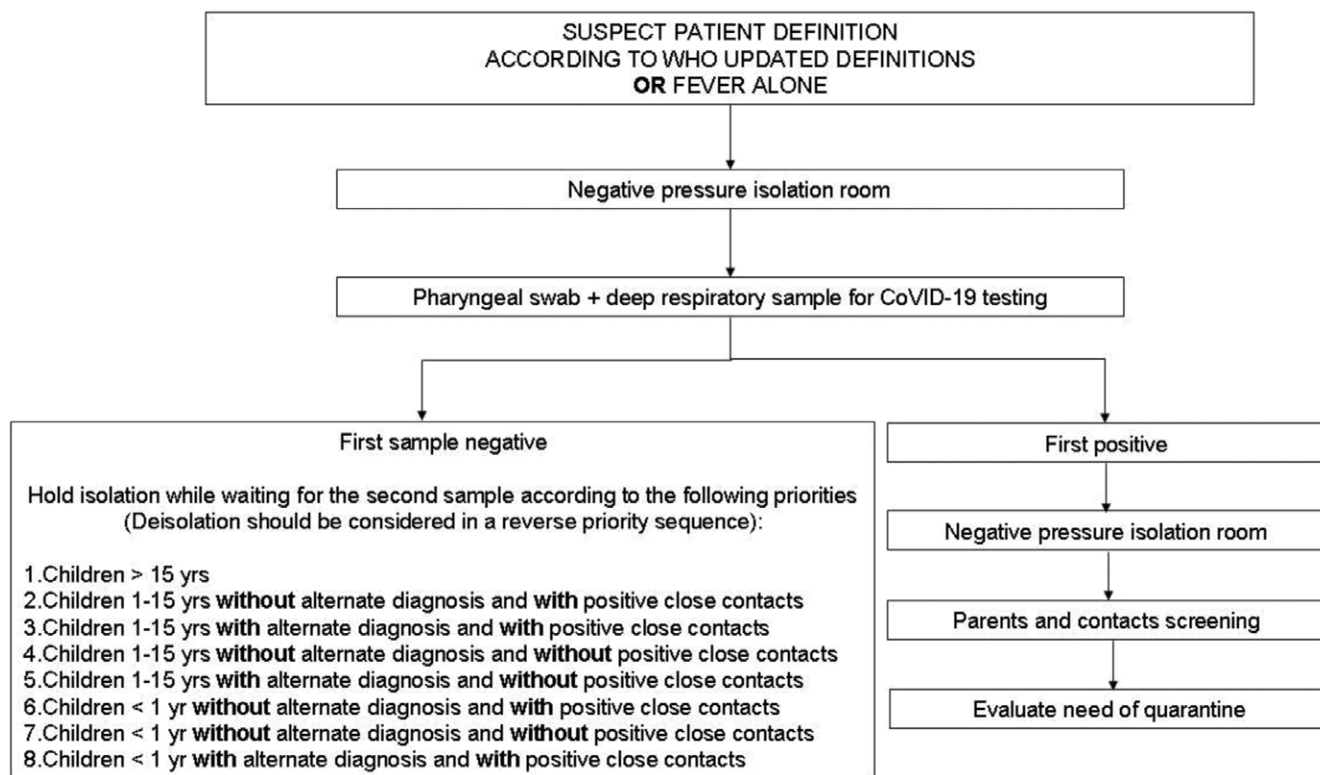 SUSPECT PATIENT DEFINITION
ACCORDING TO WHO UPDATED DEFINITIONS
OR FEVER ALONE
Negative pressure isolation room
Pharyngeal swab + deep respiratory sample for CoVID-19 testing
First sample negative
Hold isolation while waiting for the second sample according to the following priorities
(Deisolation should be considered in a reverse priority sequence):
1.Children > 15 yrs
2.Children 1-15 yrs without alternate diagnosis and with positive close contacts
3.Children 1-15 yrs with alternate diagnosis and with positive close contacts
4.Children 1-15 yrs without alternate diagnosis and without positive close contacts
5.Children 1-15 yrs with alternate diagnosis and without positive close contacts
6.Children < 1 yr without alternate diagnosis and with positive close contacts
7.Children < 1 yr without alternate diagnosis and without positive close contacts
8.Children < 1 yr with alternate diagnosis and with positive close contacts
First positive
Negative pressure isolation room
Parents and contacts screening
Evaluate need of quarantine